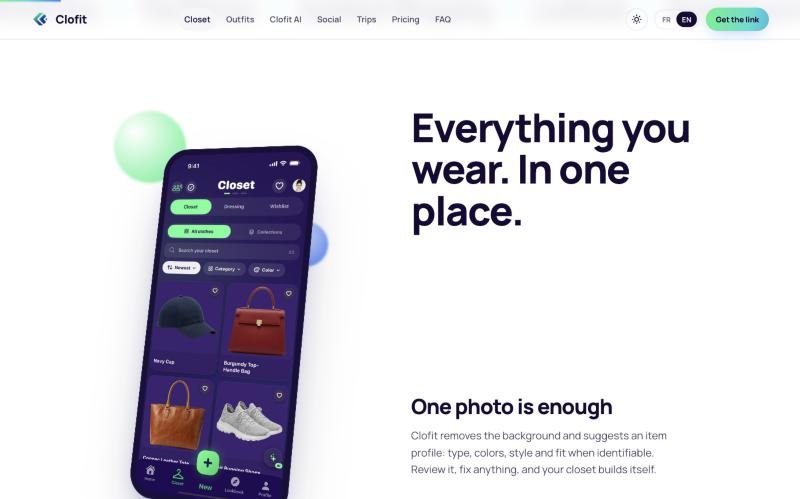 Clofit
Closet
Outfits
Clofit AI
Social
Trips
Pricing
FAQ
FR
EN
Get the link
Everything you
wear. In one
place.
9:41
Closet
Closet
Dressing
Wishlist
All clothes
Collections
Search your closet
Newest
Category
Color
Navy Cap
Burgundy Top-
Handle Bag
Running Shoes
Home
Closet
New
Lookbook
Profile
One photo is enough
Clofit removes the background and suggests an item
profile: type, colors, style and fit when identifiable.
Review it, fix anything, and your closet builds itself.